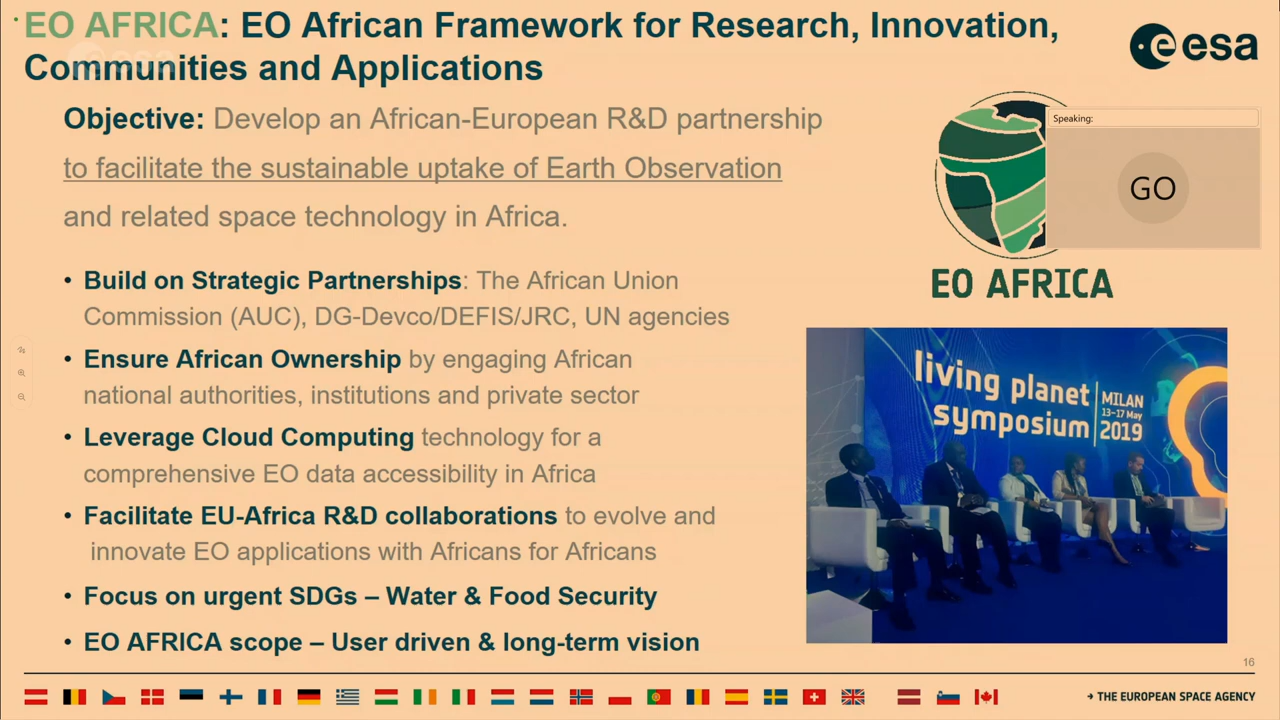 EO AFRICA: EO African Framework for Research, Innovation,
Communities and Applications
esa
esa
Objective: Develop an African-European R&D partnership
to facilitate the sustainable uptake of Earth Observation
and related space technology in Africa.
Speaking:
GO
EO AFRICA
• Build on Strategic Partnerships: The African Union
Commission (AUC), DG-Devco/DEFIS/JRC, UN agencies
• Ensure African Ownership by engaging African
national authorities, institutions and private sector
• Leverage Cloud Computing technology for a
comprehensive EO data accessibility in Africa
• Facilitate EU-Africa R&D collaborations to evolve and
innovate EO applications with Africans for Africans
• Focus on urgent SDGs – Water & Food Security
• EO AFRICA scope – User driven & long-term vision
living planet
symposium
MILAN
13-17 May
2019
16
→ THE EUROPEAN SPACE AGENCY